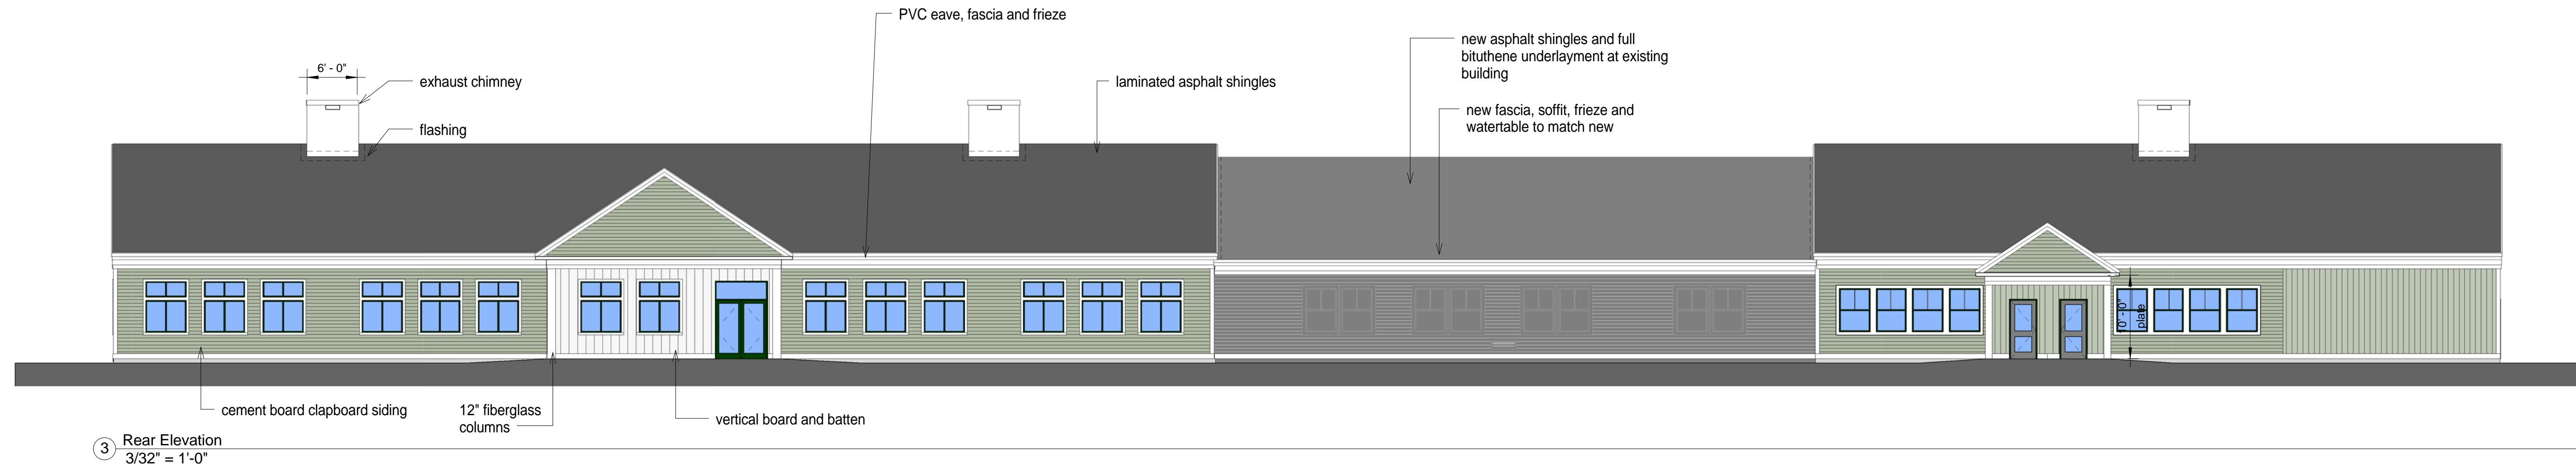 PVC eave, fascia and frieze
new asphalt shingles and full
bituthene underlayment at existing
building
6' - 0"
exhaust chimney
laminated asphalt shingles
new fascia, soffit, frieze and
watertable to match new
flashing
10' - 0"
plate
cement board clapboard siding
12" fiberglass
columns
vertical board and batten
3
Rear Elevation
3/32" = 1'-0"